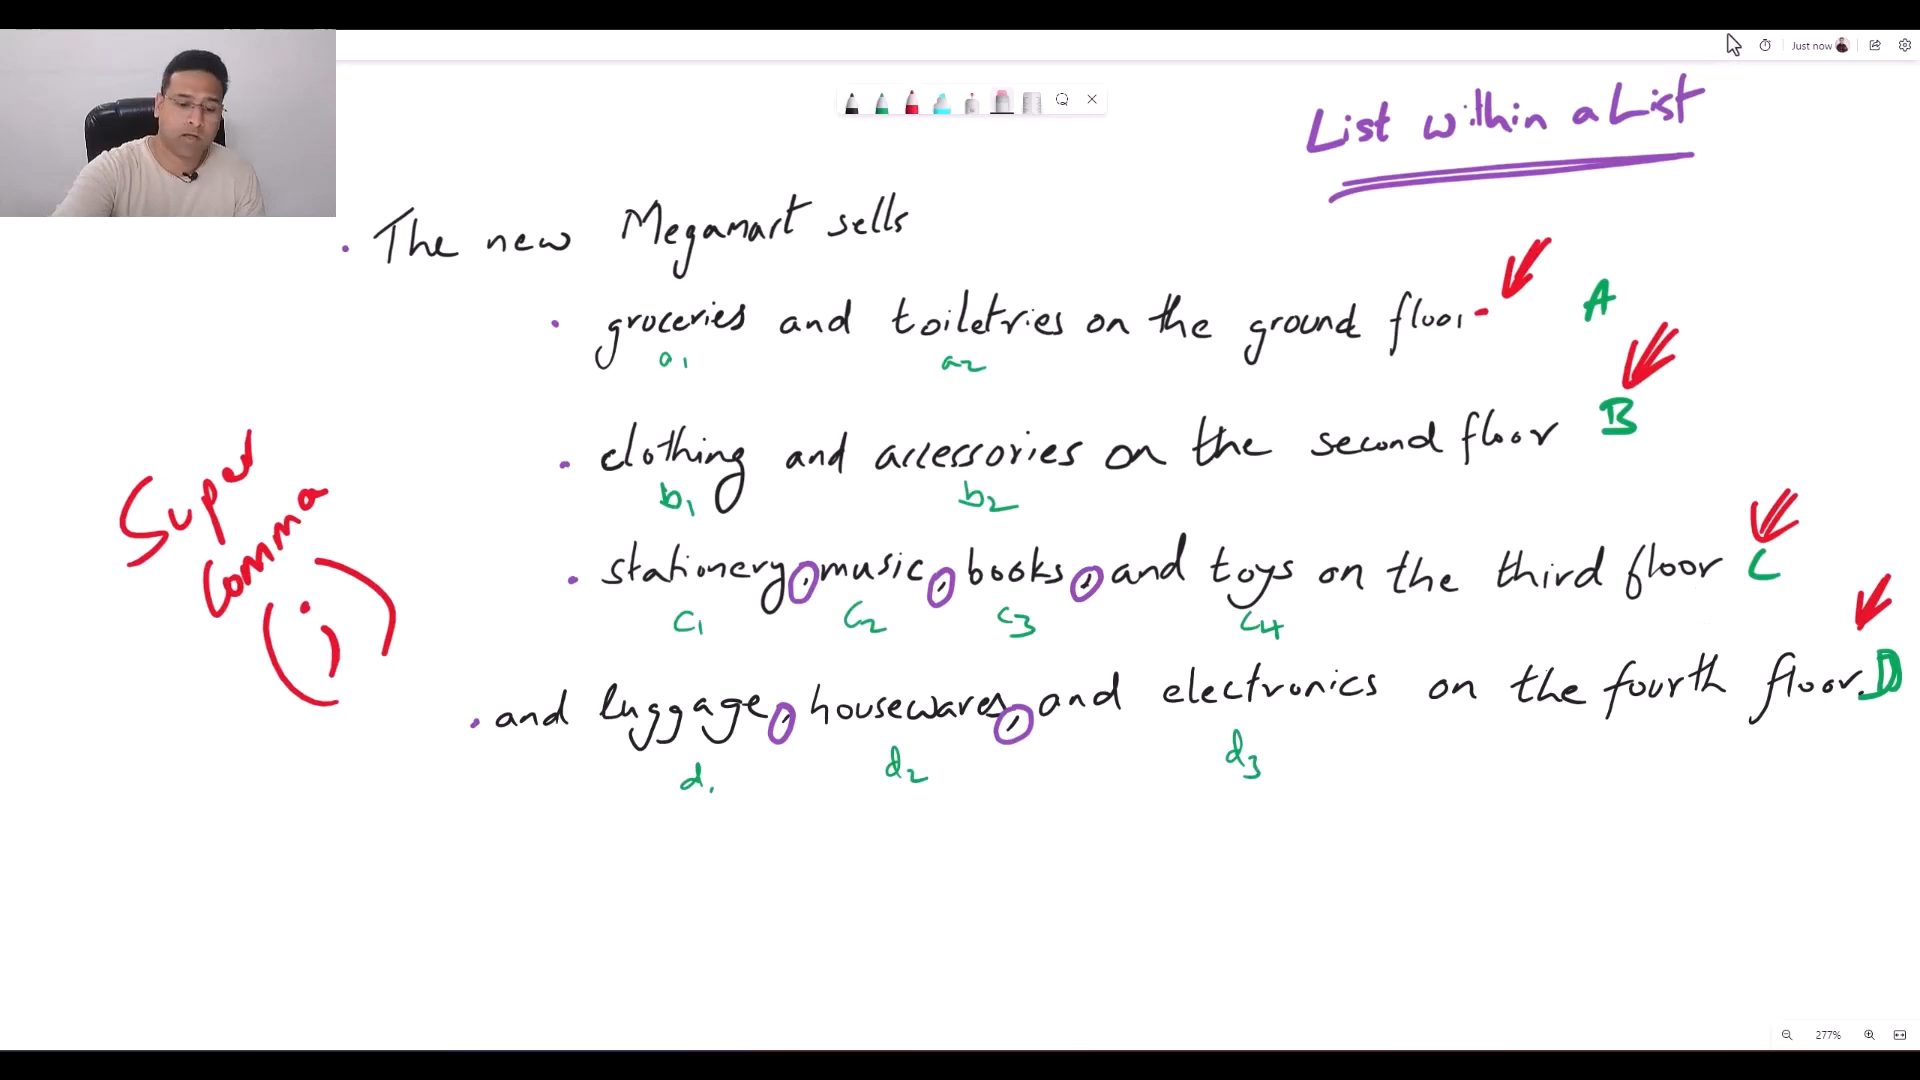 Just now
List within a List
• The new Megamart sells
• groceries and toiletries on the ground floor A
a1 a2
• clothing and accessories on the second floor B
b1 b2
• stationery, music, books, and toys on the third floor C
c1 c2 c3 c4
• and luggage, housewares, and electronics on the fourth floor. D
d1 d2 d3
Super
Comma
(;)
277%